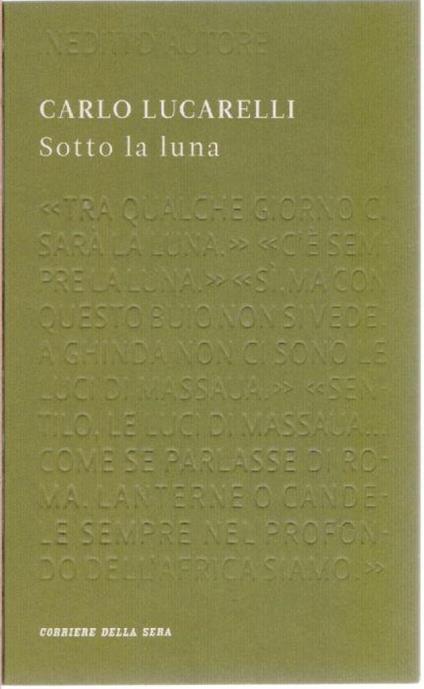 INEDITI D'AUTORE
CARLO LUCARELLI
Sotto la luna
«TRA QUALCHE GIORNO CI
SARÀ LA LUNA.» «C'È SEM-
PRE LA LUNA.» «SÌ, MA CON
QUESTO BUIO NON SI VEDE.
A GHINDA NON CI SONO LE
LUCI DI MASSAUA.» «SEN-
TILO, LE LUCI DI MASSAUA...
COME SE PARLASSE DI RO-
MA. LANTERNE O CANDE-
LE SEMPRE NEL PROFON-
DO DELL'AFRICA SIAMO.»
CORRIERE DELLA SERA